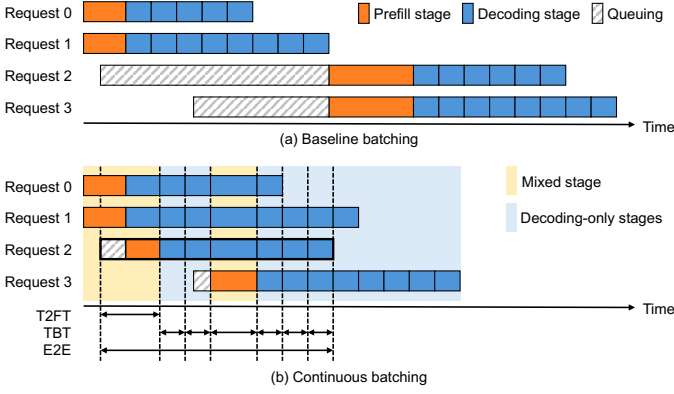 Request 0
Prefill stage Decoding stage Queuing
Request 1
Request 2
Request 3
Time
(a) Baseline batching
Request 0
Mixed stage
Request 1
Decoding-only stages
Request 2
Request 3
Time
T2FT
TBT
E2E
(b) Continuous batching